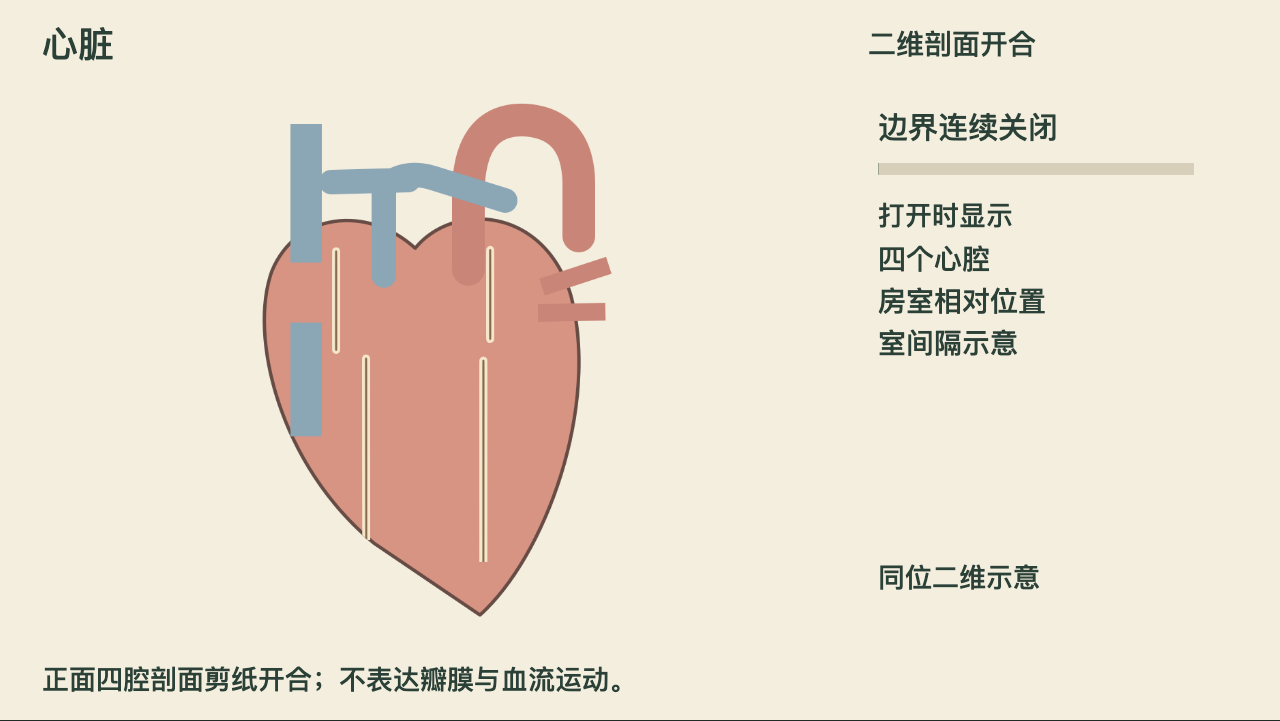 心脏
二维剖面开合
边界连续关闭
打开时显示
四个心腔
房室相对位置
室间隔示意
同位二维示意
正面四腔剖面剪纸开合；不表达瓣膜与血流运动。